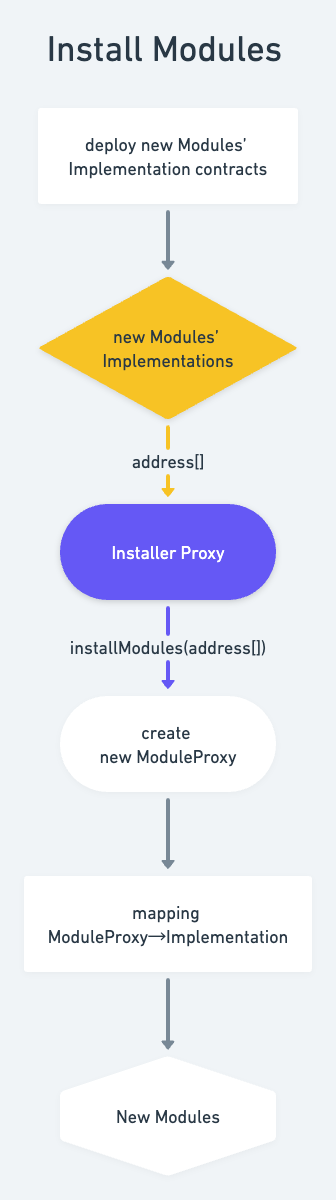 Install Modules
deploy new Modules’
Implementation contracts
new Modules’
Implementations
address[]
Installer Proxy
installModules(address[])
create
new ModuleProxy
mapping
ModuleProxy→Implementation
New Modules